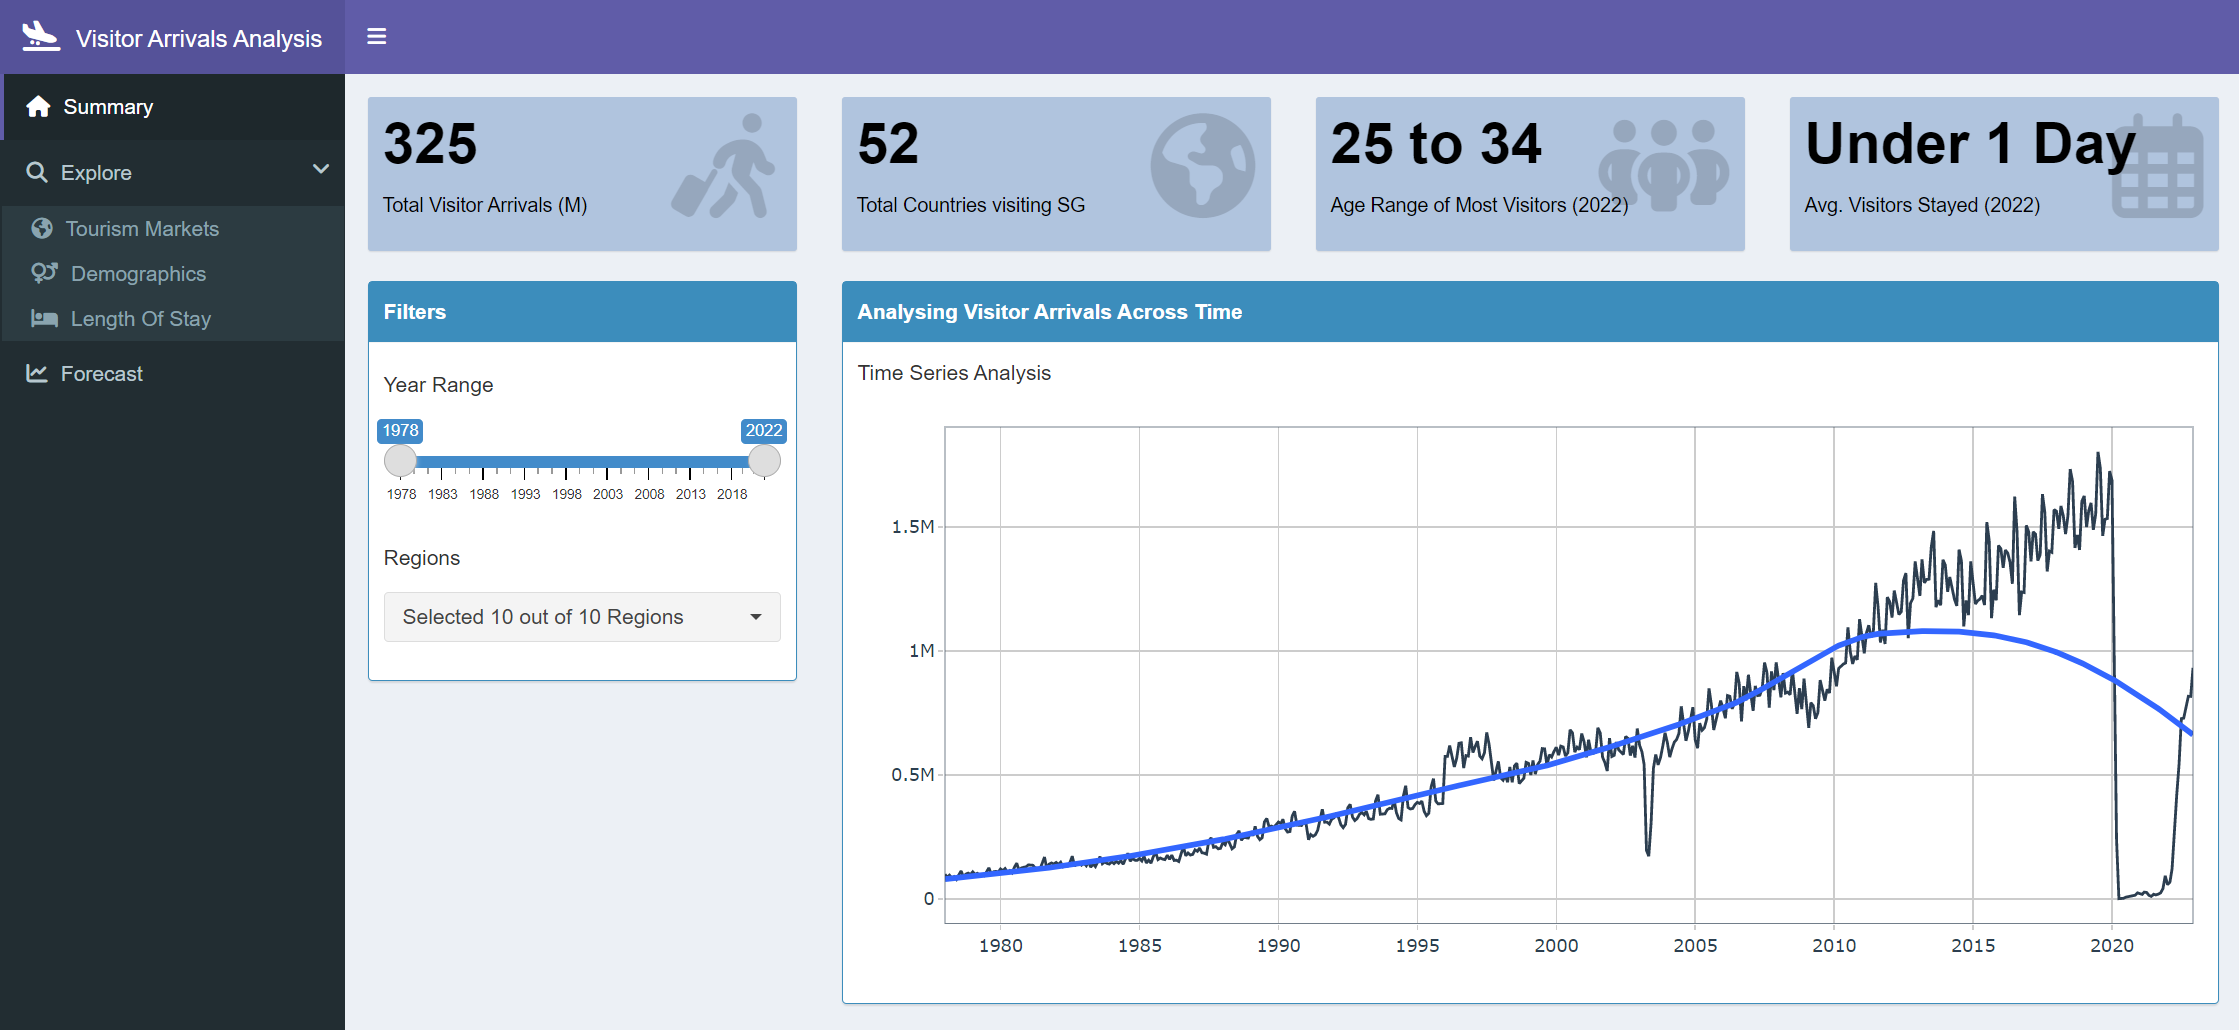 Visitor Arrivals Analysis
Summary
Explore
Tourism Markets
Demographics
Length Of Stay
Forecast
325
Total Visitor Arrivals (M)
52
Total Countries visiting SG
25 to 34
Age Range of Most Visitors (2022)
Under 1 Day
Avg. Visitors Stayed (2022)
Filters
Year Range
1978 2022
1978 1983 1988 1993 1998 2003 2008 2013 2018
Regions
Selected 10 out of 10 Regions
Analysing Visitor Arrivals Across Time
Time Series Analysis
1.5M
1M
0.5M
0
1980 1985 1990 1995 2000 2005 2010 2015 2020